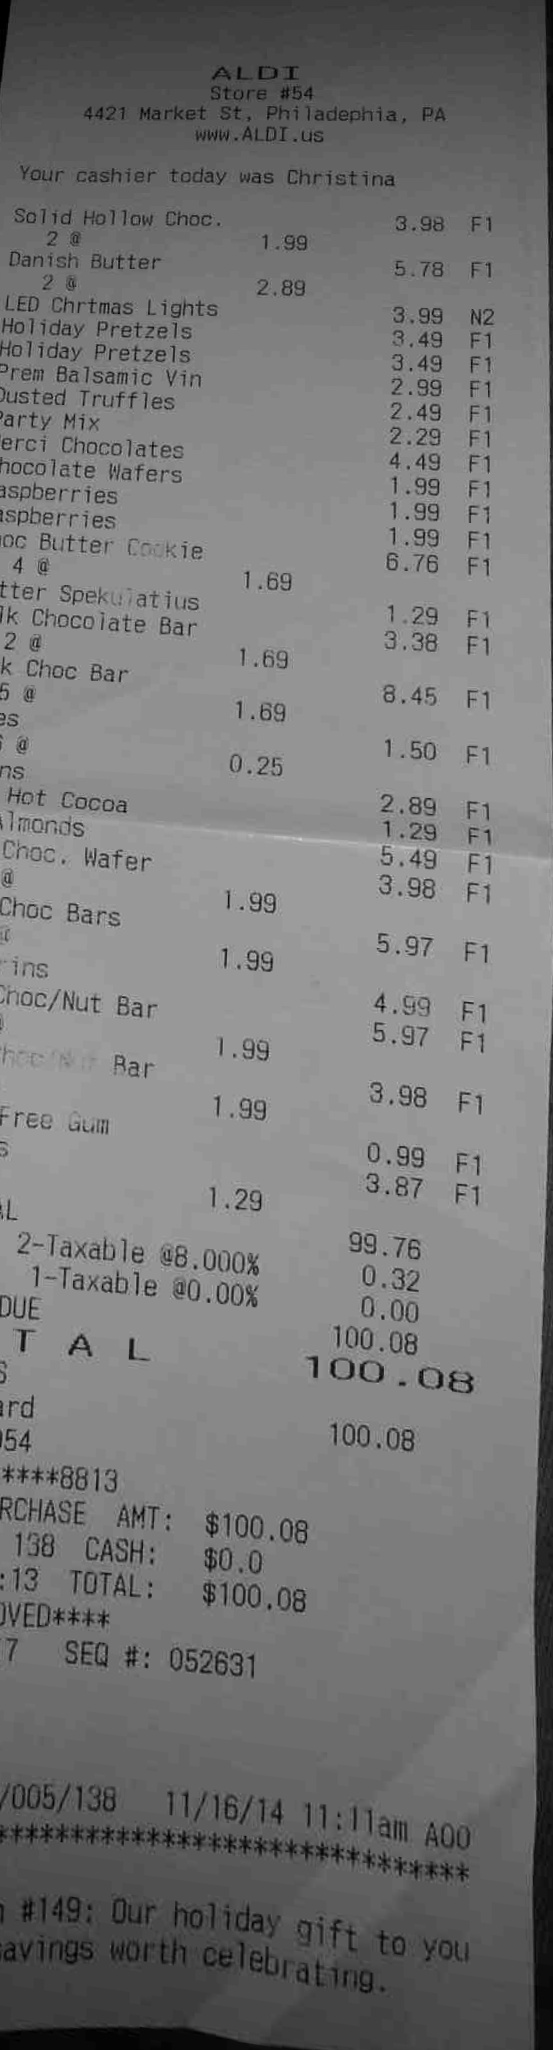 ALDI
Store #54
4421 Market St, Philadephia, PA
www.ALDI.us
Your cashier today was Christina
Solid Hollow Choc. 3.98 F1
2 @ 1.99
Danish Butter 5.78 F1
2 @ 2.89
LED Chrtmas Lights 3.99 N2
Holiday Pretzels 3.49 F1
Holiday Pretzels 3.49 F1
Prem Balsamic Vin 2.99 F1
Dusted Truffles 2.49 F1
Party Mix 2.29 F1
erci Chocolates 4.49 F1
hocolate Wafers 1.99 F1
aspberries 1.99 F1
aspberries 1.99 F1
oc Butter Cookie 6.76 F1
4 @ 1.69
tter Spekulatius 1.29 F1
lk Chocolate Bar 3.38 F1
2 @ 1.69
k Choc Bar 8.45 F1
5 @ 1.69
es 1.50 F1
@ 0.25
ns 2.89 F1
Hot Cocoa 1.29 F1
Almonds 5.49 F1
Choc. Wafer 3.98 F1
@ 1.99
Choc Bars 5.97 F1
@ 1.99
rins 4.99 F1
Choc/Nut Bar 5.97 F1
1.99
hoc/Nut Bar 3.98 F1
1.99
Free Gum 0.99 F1
s 3.87 F1
1.29
AL 99.76
2-Taxable @8.000% 0.32
1-Taxable @0.00% 0.00
DUE 100.08
T A L 100.08
S
ard 100.08
054
****8813
RCHASE AMT: $100.08
138 CASH: $0.0
:13 TOTAL: $100.08
OVED****
7 SEQ #: 052631
/005/138 11/16/14 11:11am A00
*******************************
#149: Our holiday gift to you
avings worth celebrating.